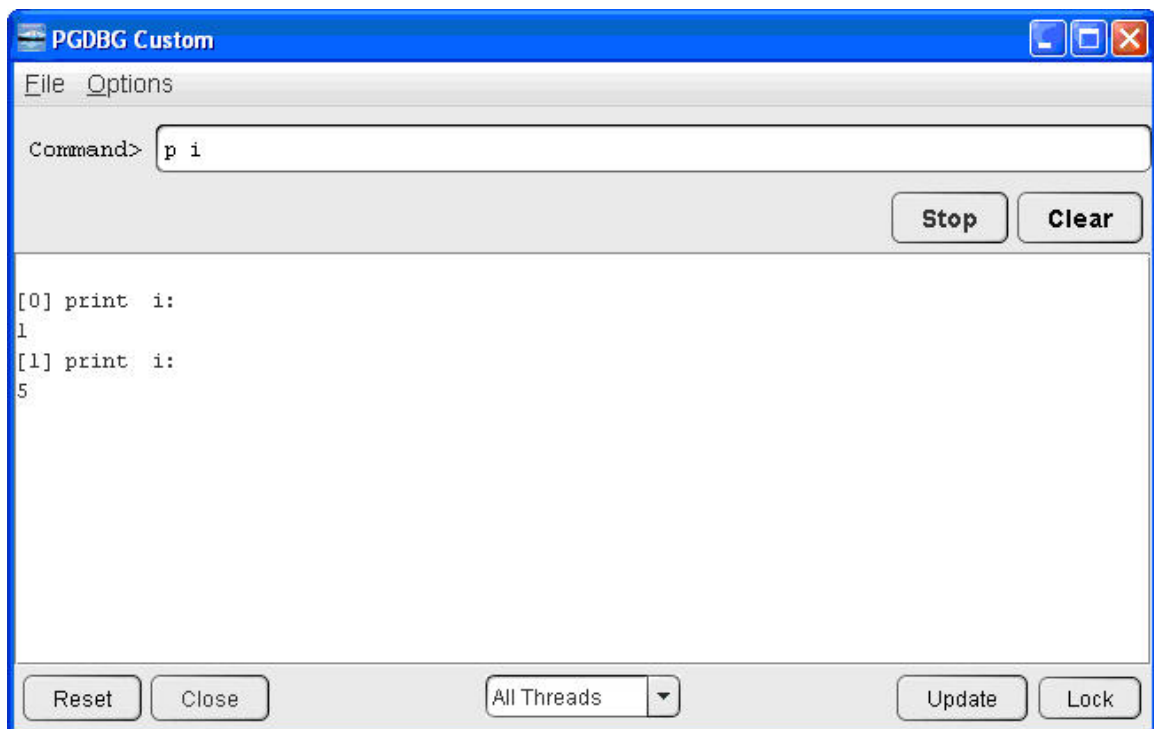 PGDBG Custom
File Options
Command> p i
Stop Clear
[0] print i:
1
[1] print i:
5
Reset Close All Threads Update Lock